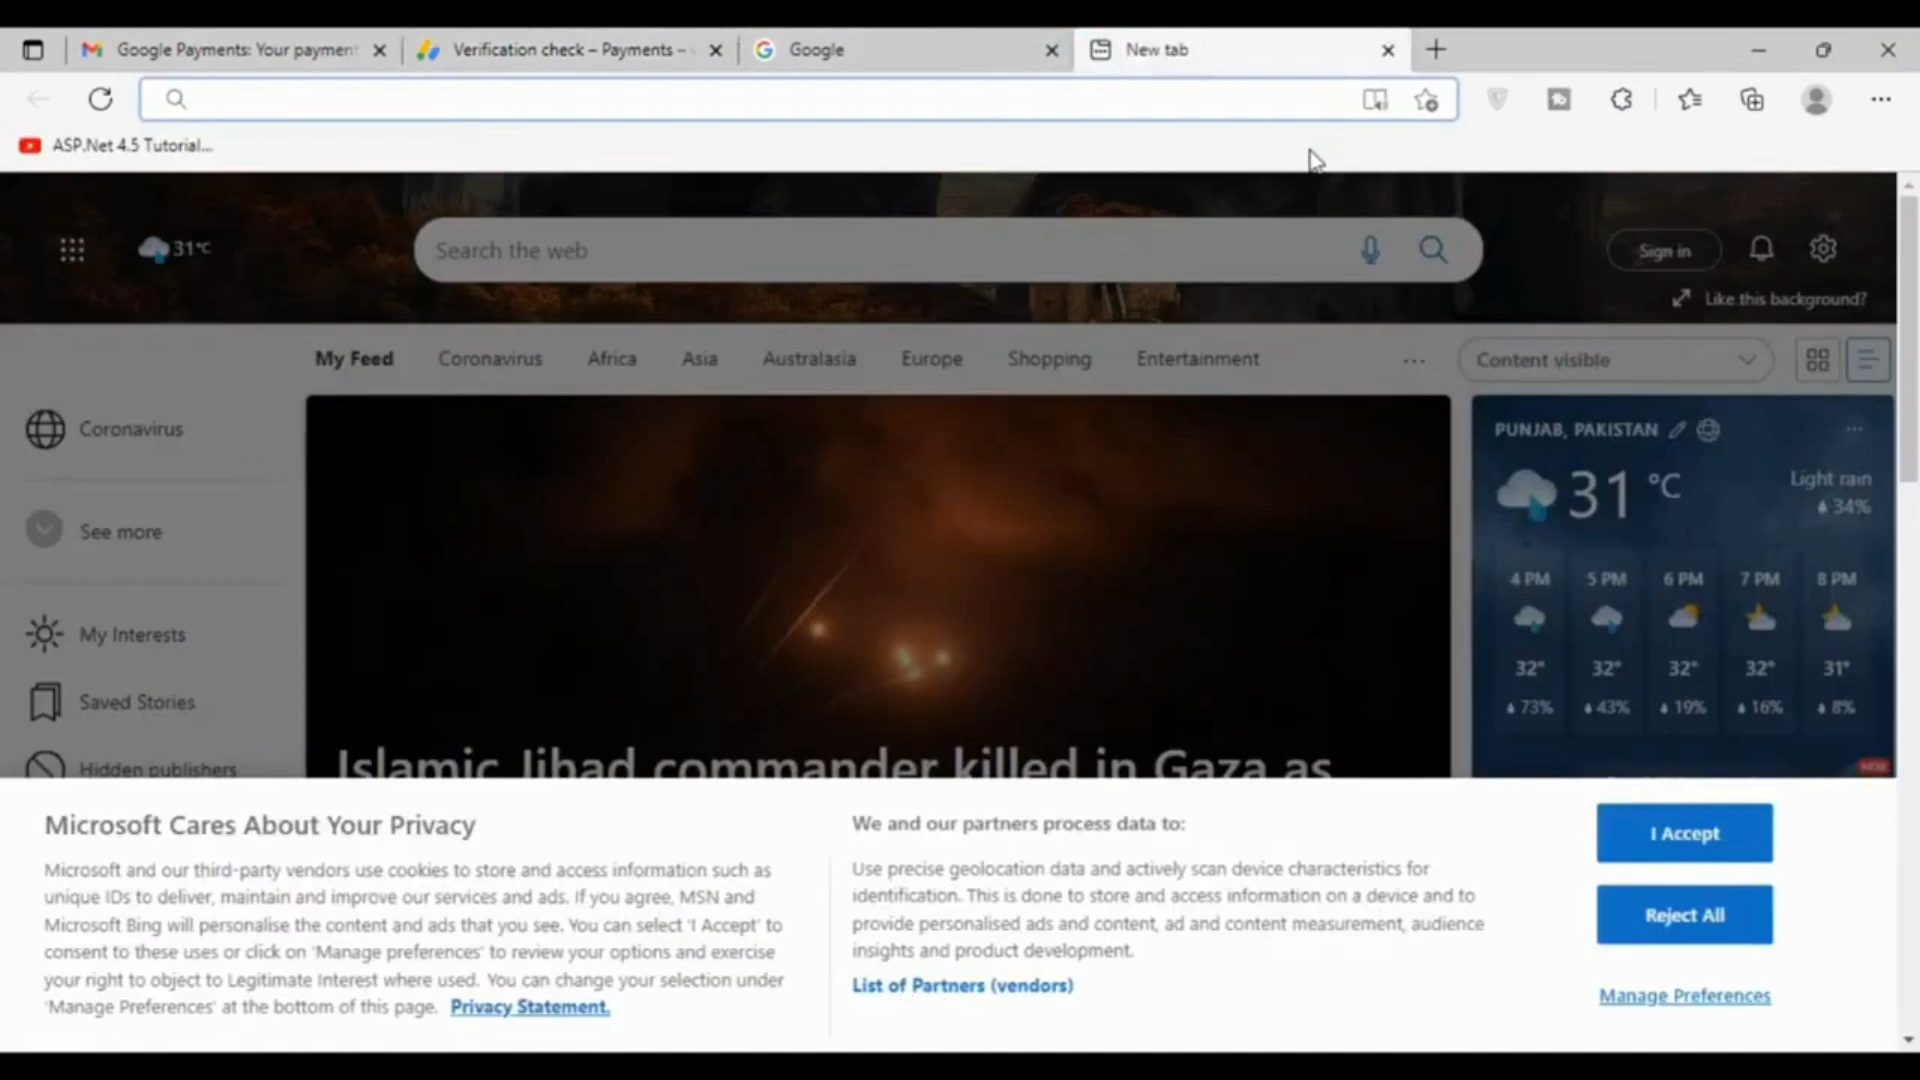 Google Payments: Your payment
Verification check – Payments –
Google
New tab
ASP.Net 4.5 Tutorial...
31°C
Search the web
Sign in
Like this background?
My Feed
Coronavirus
Africa
Asia
Australasia
Europe
Shopping
Entertainment
Content visible
Coronavirus
See more
My Interests
Saved Stories
Hidden publishers
Islamic Jihad commander killed in Gaza as
PUNJAB, PAKISTAN
31 °C
Light rain
34%
4 PM 5 PM 6 PM 7 PM 8 PM
32° 32° 32° 32° 31°
73% 43% 19% 16% 8%
Microsoft Cares About Your Privacy
Microsoft and our third-party vendors use cookies to store and access information such as
unique IDs to deliver, maintain and improve our services and ads. If you agree, MSN and
Microsoft Bing will personalise the content and ads that you see. You can select 'I Accept' to
consent to these uses or click on 'Manage preferences' to review your options and exercise
your right to object to Legitimate Interest where used. You can change your selection under
'Manage Preferences' at the bottom of this page. Privacy Statement.
We and our partners process data to:
Use precise geolocation data and actively scan device characteristics for
identification. This is done to store and access information on a device and to
provide personalised ads and content, ad and content measurement, audience
insights and product development.
List of Partners (vendors)
I Accept
Reject All
Manage Preferences